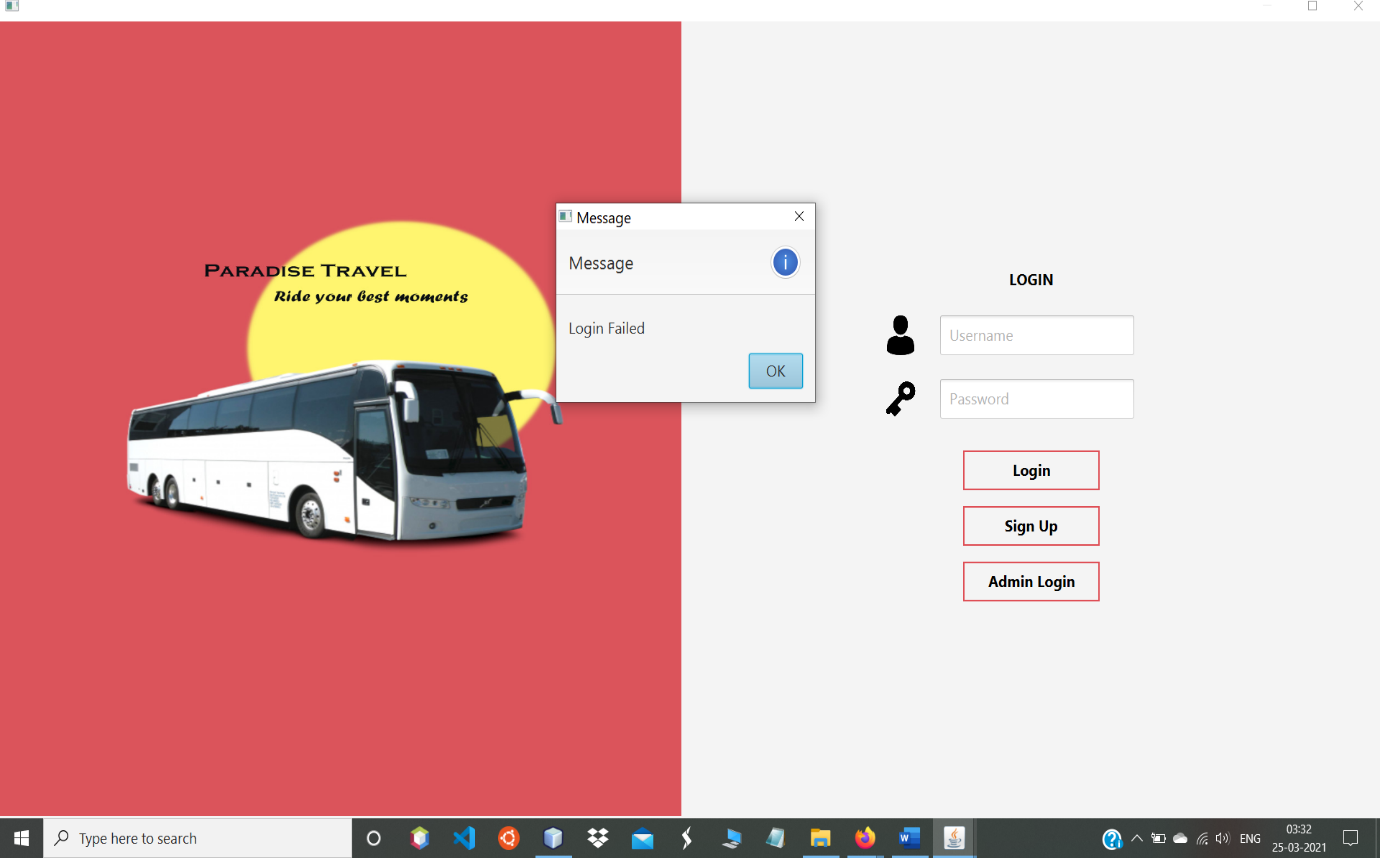 Paradise Travel
Ride your best moments
Message
Message
Login Failed
OK
LOGIN
Username
Password
Login
Sign Up
Admin Login
Type here to search
ENG
03:32
25-03-2021